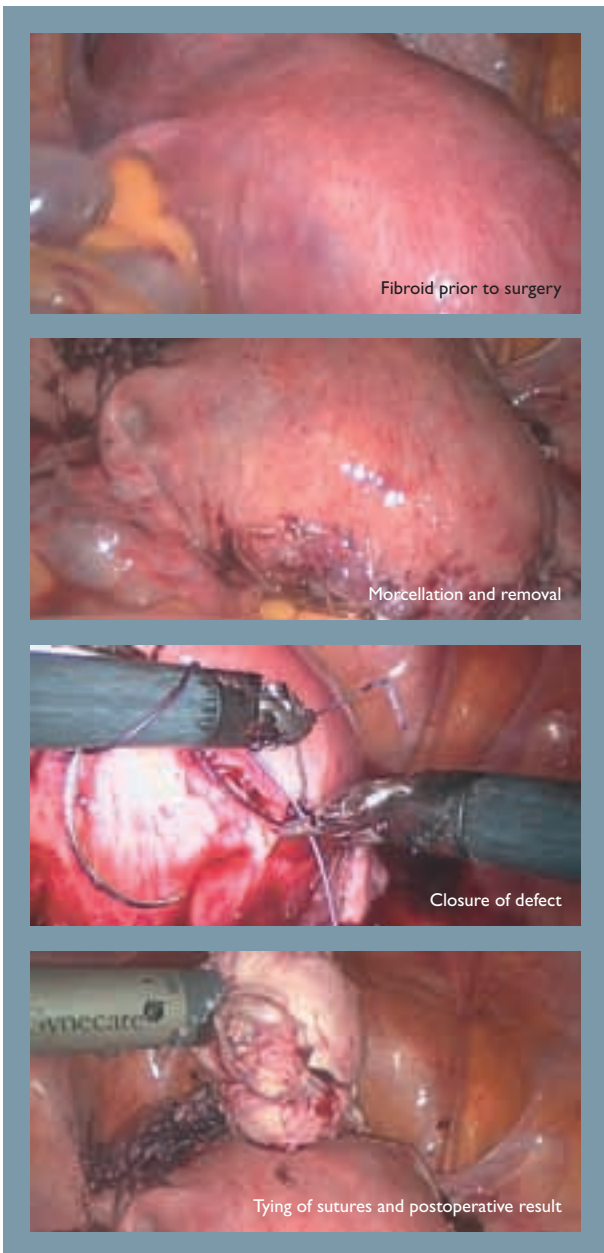 Fibroid prior to surgery
Morcellation and removal
Closure of defect
Gynecare
Tying of sutures and postoperative result